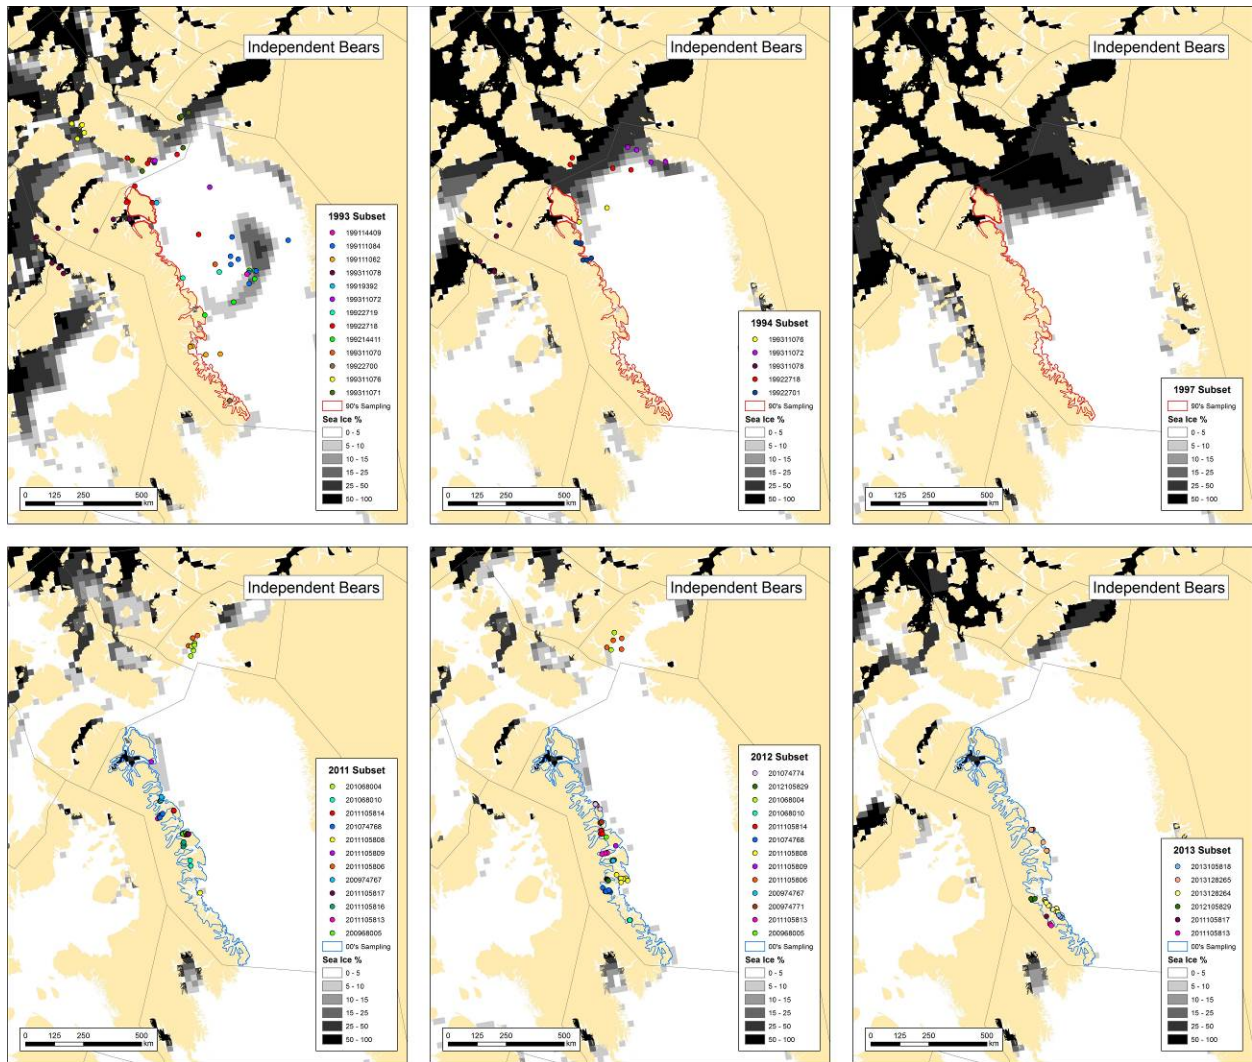 Independent Bears
1993 Subset
199114409
199111084
199111062
199311078
19919392
199311072
19922719
19922718
199214411
199311070
19922700
199311076
199311071
90's Sampling
Sea Ice %
0 - 5
5 - 10
10 - 15
15 - 25
25 - 50
50 - 100
0 125 250 500
km
Independent Bears
1994 Subset
199311076
199311072
199311078
19922718
19922701
90's Sampling
Sea Ice %
0 - 5
5 - 10
10 - 15
15 - 25
25 - 50
50 - 100
0 125 250 500
km
Independent Bears
1997 Subset
90's Sampling
Sea Ice %
0 - 5
5 - 10
10 - 15
15 - 25
25 - 50
50 - 100
0 125 250 500
km
Independent Bears
2011 Subset
201068004
201068010
2011105814
201074768
2011105808
2011105809
2011105806
200974767
2011105817
2011105816
2011105813
200968005
00's Sampling
Sea Ice %
0 - 5
5 - 10
10 - 15
15 - 25
25 - 50
50 - 100
0 125 250 500
km
Independent Bears
2012 Subset
201074774
2012105829
201068004
201068010
2011105814
201074768
2011105808
2011105809
2011105806
200974767
200974771
2011105813
200968005
00's Sampling
Sea Ice %
0 - 5
5 - 10
10 - 15
15 - 25
25 - 50
50 - 100
0 125 250 500
km
Independent Bears
2013 Subset
2013105818
2013128265
2013128264
2012105829
2011105817
2011105813
00's Sampling
Sea Ice %
0 - 5
5 - 10
10 - 15
15 - 25
25 - 50
50 - 100
0 125 250 500
km